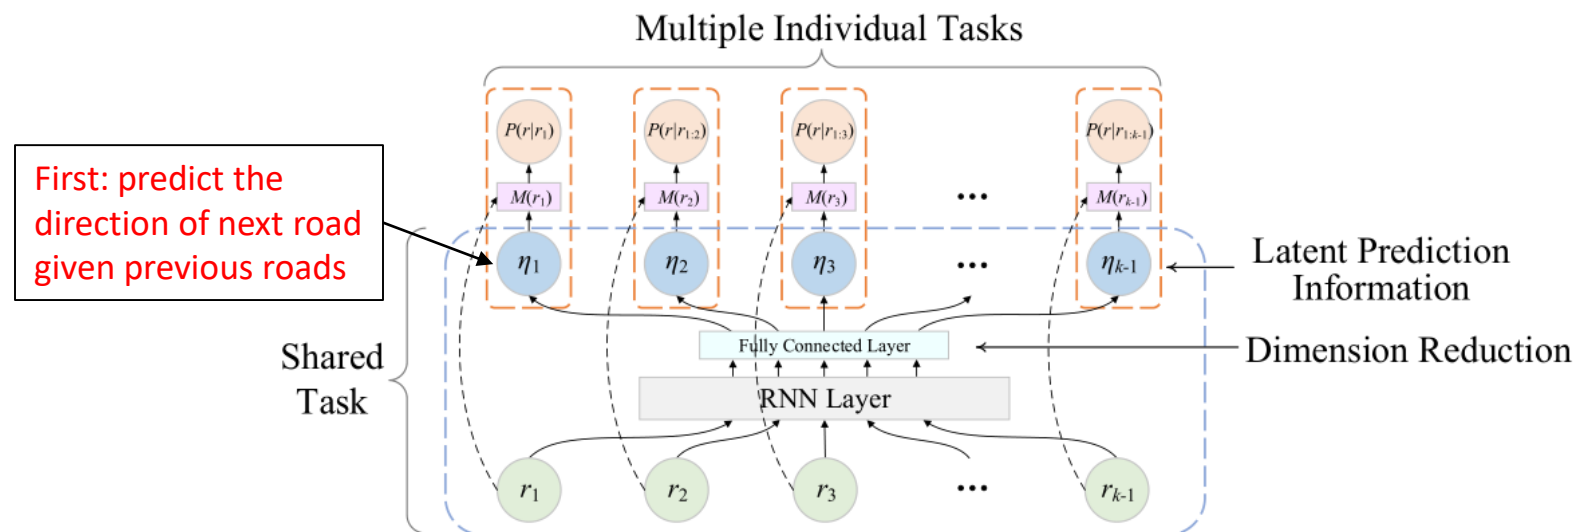 Multiple Individual Tasks
P(r|r1) P(r|r1:2) P(r|r1:3) P(r|r1:k-1)
First: predict the
direction of next road
given previous roads
M(r1) M(r2) M(r3) ... M(rk-1)
η1 η2 η3 ... ηk-1
Latent Prediction
Information
Fully Connected Layer
Dimension Reduction
Shared
Task
RNN Layer
r1 r2 r3 ... rk-1